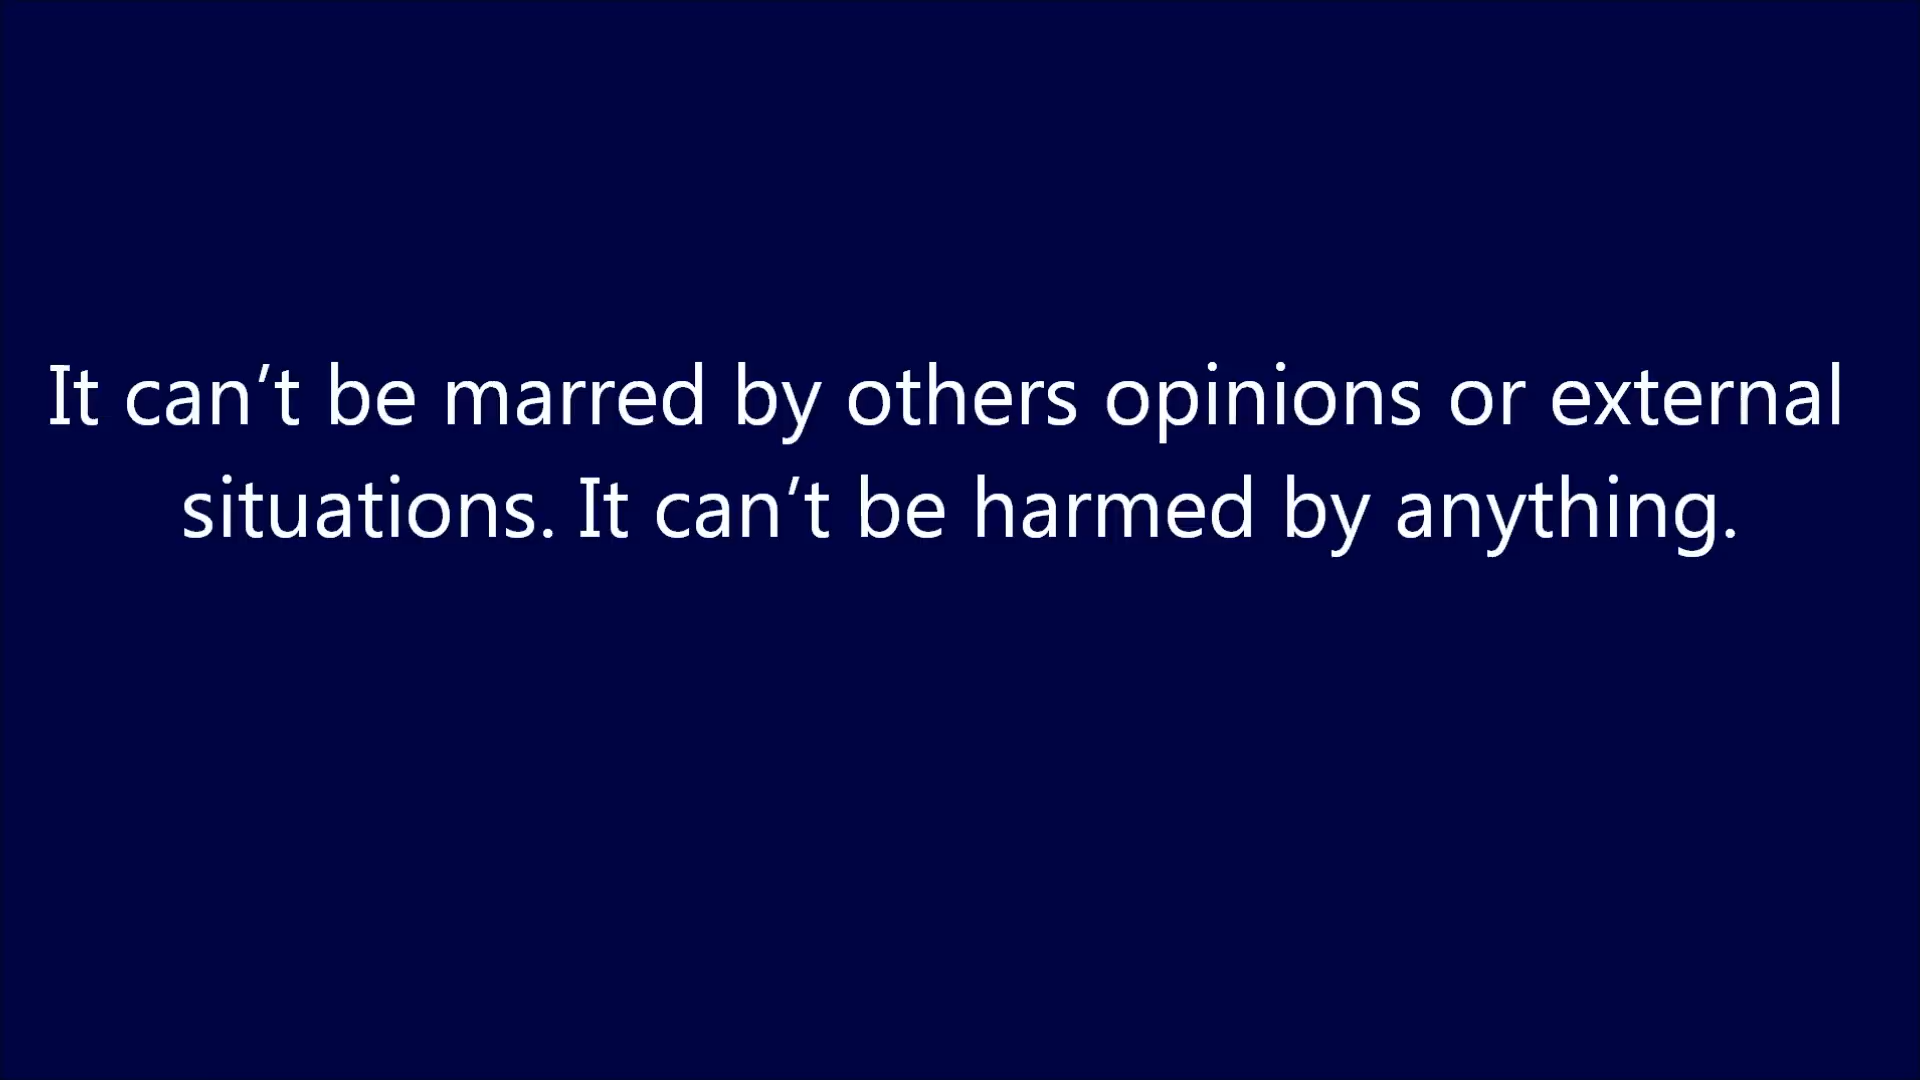 It can’t be marred by others opinions or external
situations. It can’t be harmed by anything.